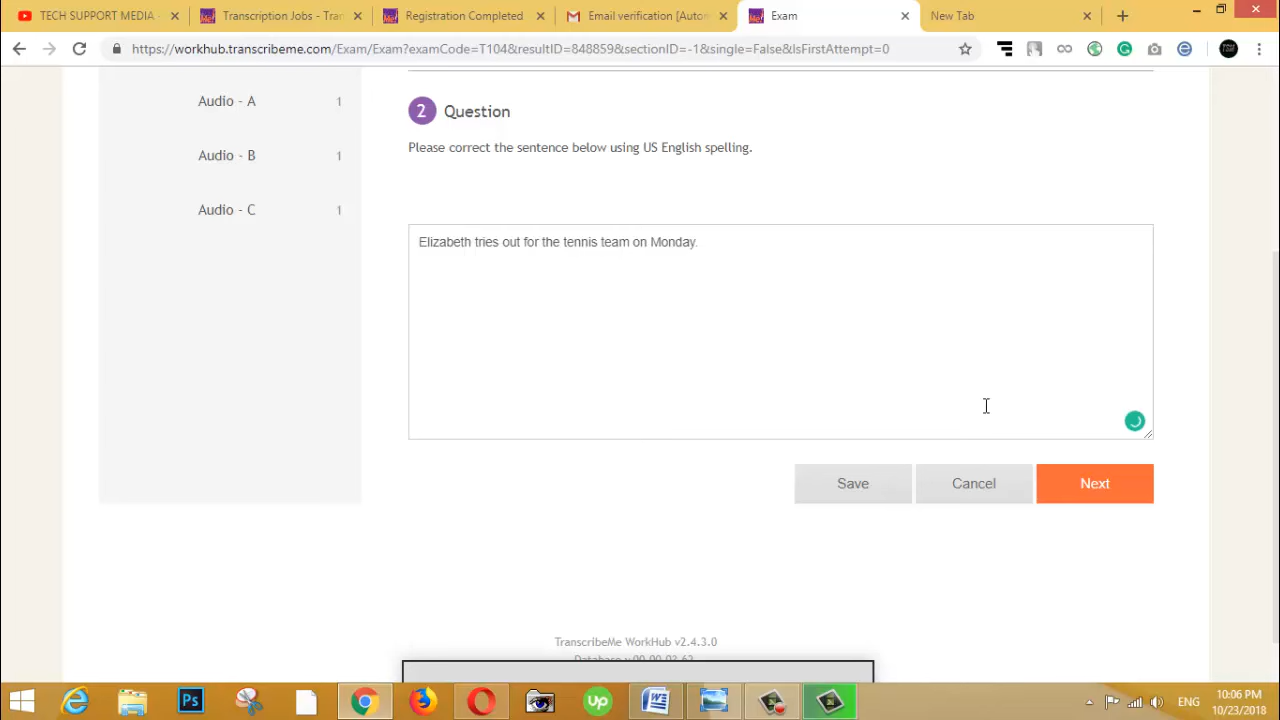 TECH SUPPORT MEDIA -
Transcription Jobs - Tra
Registration Completed
Email verification [Autom
Exam
New Tab
https://workhub.transcribeme.com/Exam/Exam?examCode=T104&resultID=848859&sectionID=-1&single=False&IsFirstAttempt=0
Audio - A 1
Audio - B 1
Audio - C 1
2 Question
Please correct the sentence below using US English spelling.
Elizabeth tries out for the tennis team on Monday.
Save
Cancel
Next
TranscribeMe WorkHub v2.4.3.0
Ps
up
ENG
10:06 PM
10/23/2018